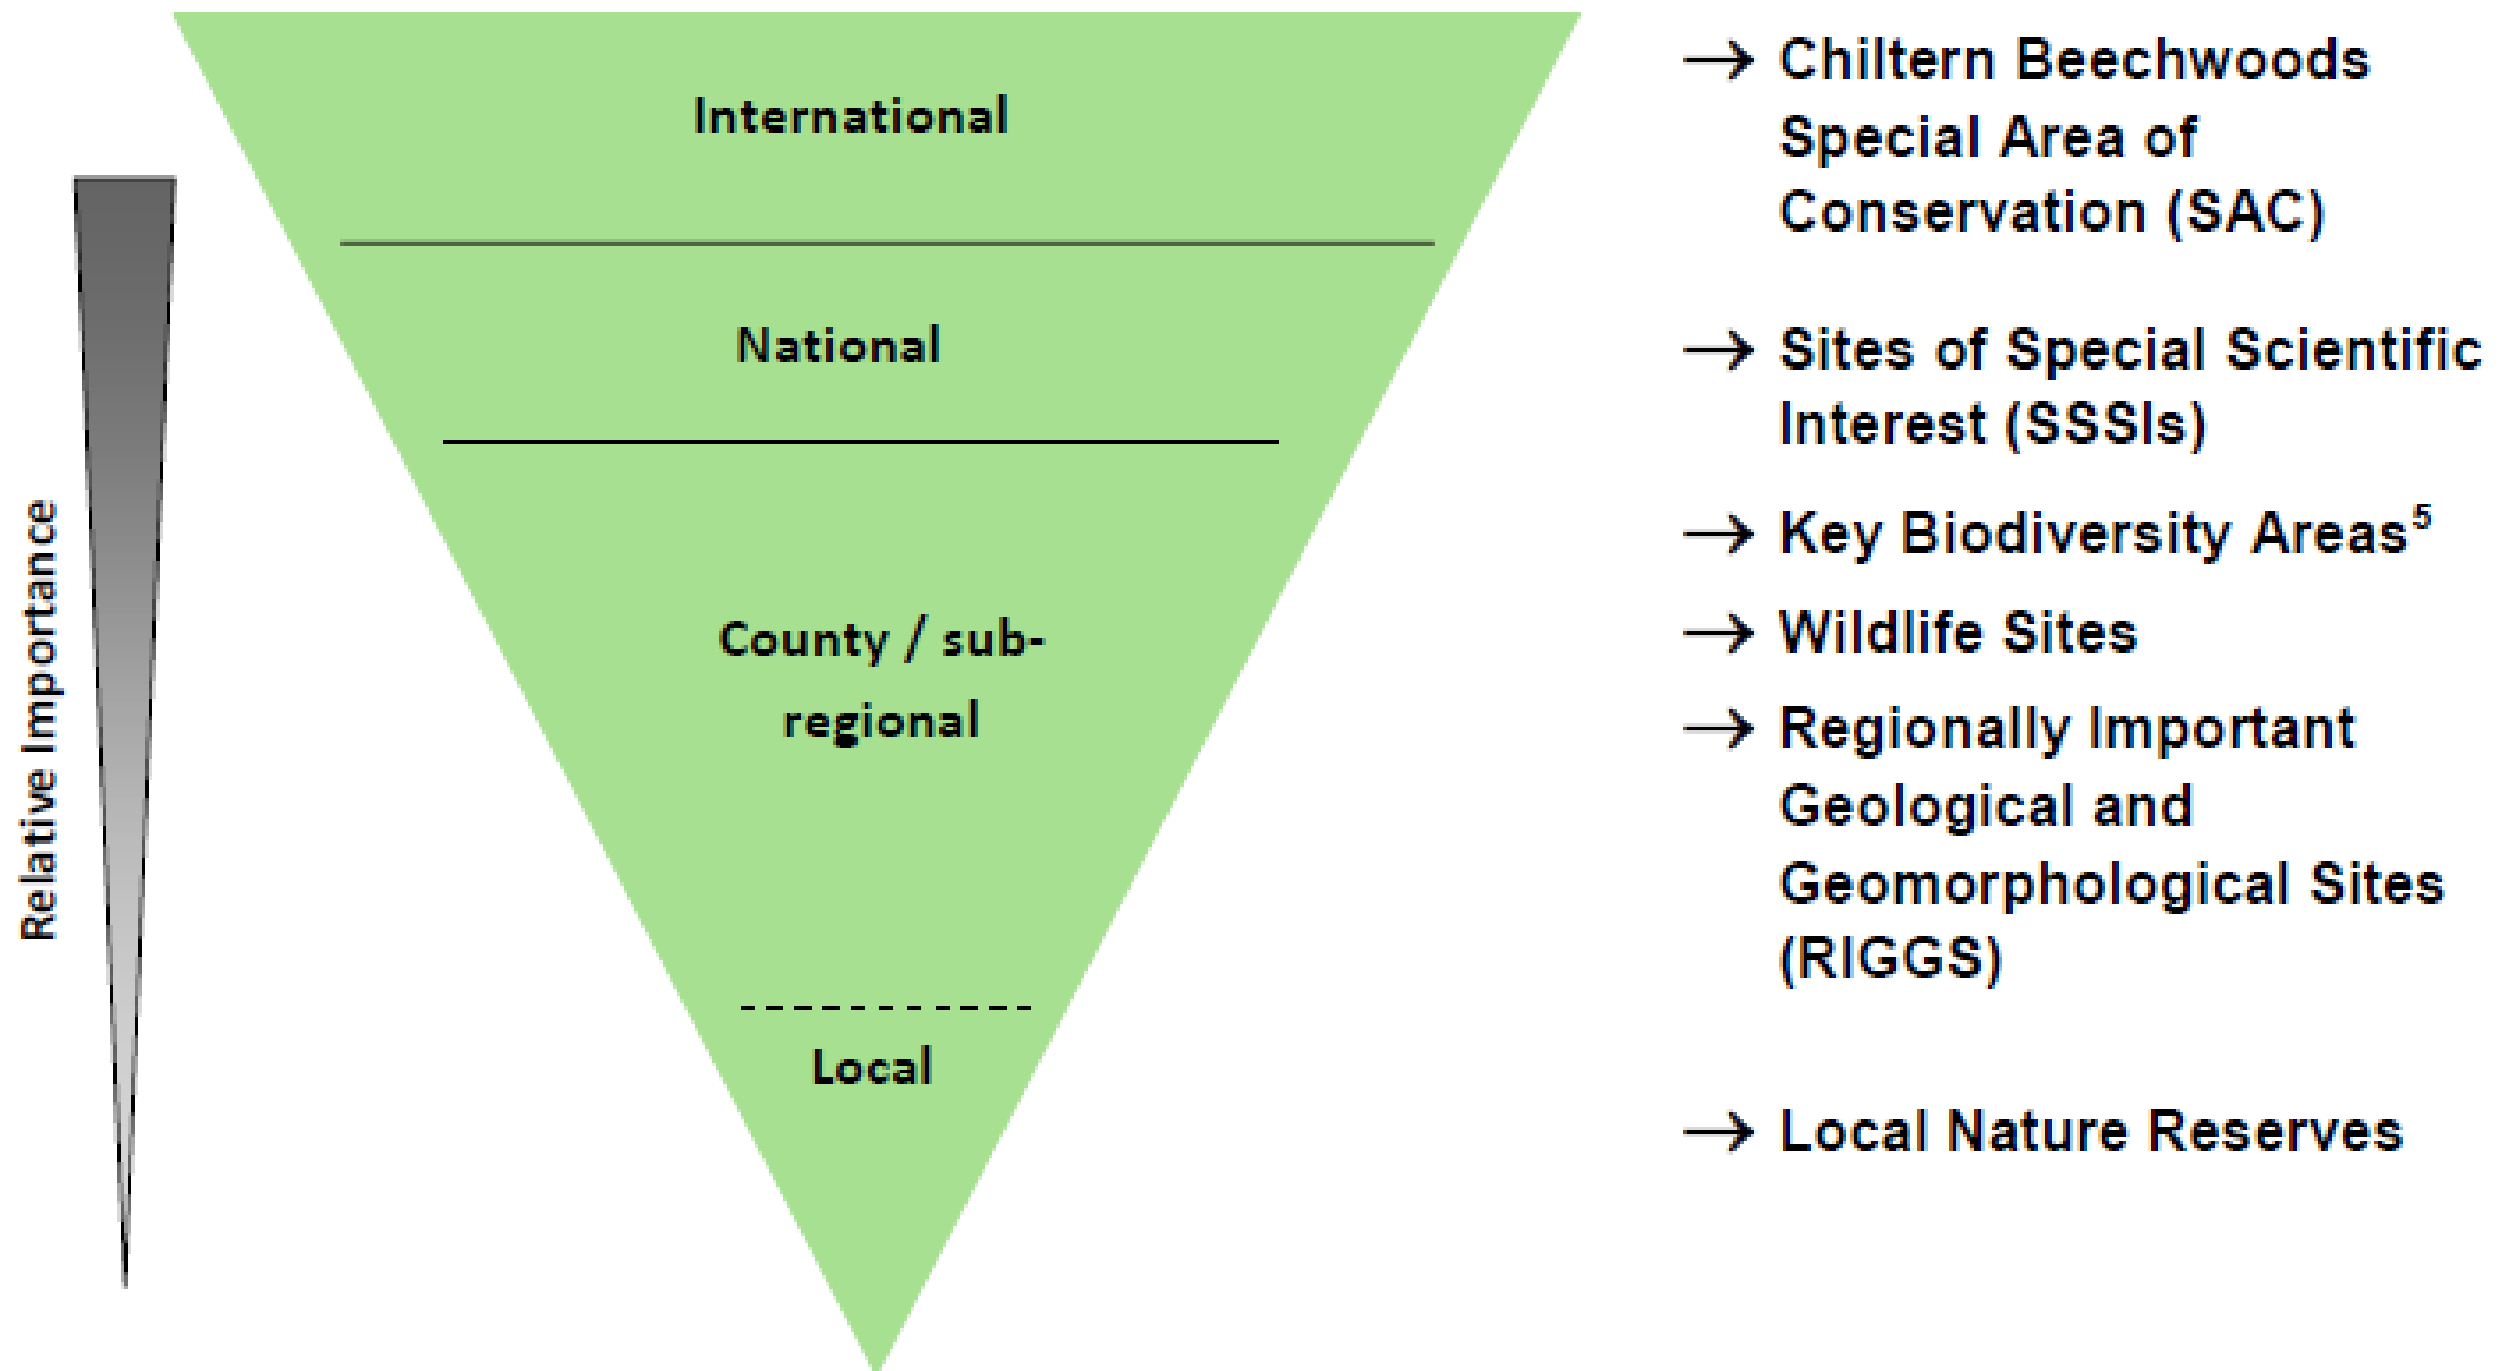 International
National
County / sub-
regional
Local
Relative Importance
→ Chiltern Beechwoods
Special Area of
Conservation (SAC)
→ Sites of Special Scientific
Interest (SSSIs)
→ Key Biodiversity Areas⁵
→ Wildlife Sites
→ Regionally Important
Geological and
Geomorphological Sites
(RIGGS)
→ Local Nature Reserves